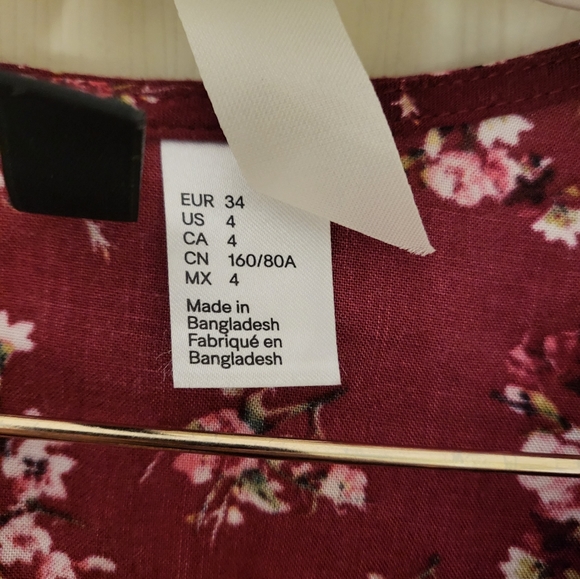 EUR 34
US 4
CA 4
CN 160/80A
MX 4
Made in
Bangladesh
Fabriqué en
Bangladesh